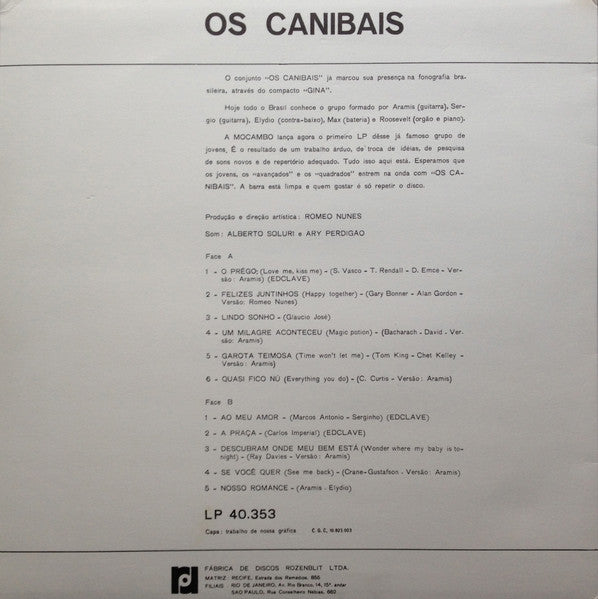 OS CANIBAIS
O conjunto "OS CANIBAIS" já marcou sua presença na fonografia bra-
sileira, através do compacto "GINA".
Hoje todo o Brasil conhece o grupo formado por Aramis (guitarra), Ser-
gio (guitarra), Elydio (contra-baixo), Max (bateria) e Roosevelt (orgão e piano).
A MOCAMBO lança agora o primeiro LP dêsse já famoso grupo de
jovens. É o resultado de um trabalho árduo, de troca de idéias, de pesquisa
de sons novos e de repertório adequado. Tudo isso aqui está. Esperamos que
os jovens, os "avançados" e os "quadrados" entrem na onda com "OS CA-
NIBAIS". A barra está limpa e quem gostar é só repetir o disco.
Produção e direção artística: ROMEO NUNES
Som: ALBERTO SOLURI e ARY PERDIGAO
Face A
1 - O PRÉGO; (Love me, kiss me) - (S. Vasco - T. Rendall - D. Emce - Ver-
são: Aramis) (EDCLAVE)
2 - FELIZES JUNTINHOS (Happy together) - (Gary Bonner - Alan Gordon -
Versão: Romeo Nunes)
3 - LINDO SONHO - (Glaucio José)
4 - UM MILAGRE ACONTECEU (Magic potion) - (Bacharach - David - Ver-
são: Aramis)
5 - GAROTA TEIMOSA (Time won't let me) - (Tom King - Chet Kelley -
Versão: Aramis)
6 - QUASI FICO NÚ (Everything you do) - (C. Curtis - Versão: Aramis)
Face B
1 - AO MEU AMOR - (Marcos Antonio - Serginho) (EDCLAVE)
2 - A PRAÇA - (Carlos Imperial) (EDCLAVE)
3 - DESCUBRAM ONDE MEU BEM ESTÁ (Wonder where my baby is to-
night) - (Ray Davies - Versão: Aramis)
4 - SE VOCÊ QUER (See me back) - (Crane-Gustafson - Versão: Aramis)
5 - NOSSO ROMANCE - (Aramis - Elydio)
LP 40.353
Capa: trabalho de nossa gráfica C.G.C. 10.803.003
FÁBRICA DE DISCOS ROZENBLIT LTDA.
MATRIZ: RECIFE, Estrada dos Remedios, 855
FILIAIS: RIO DE JANEIRO, Av. Rio Branco, 14, 15º. andar
SAO PAULO, Rua Conselheiro Nébias, 662